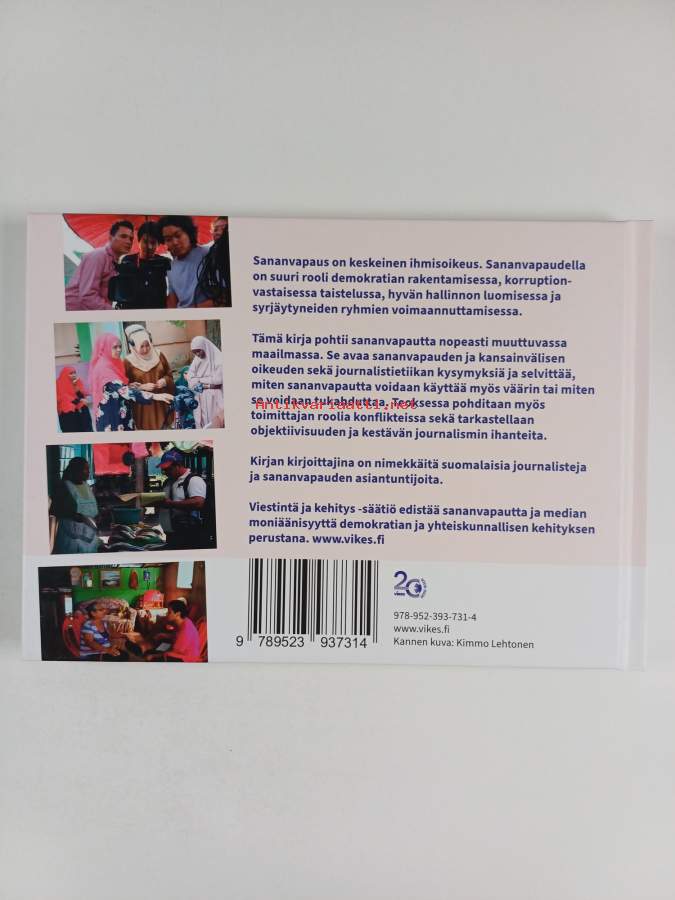 Sananvapaus on keskeinen ihmisoikeus. Sananvapaudella
on suuri rooli demokratian rakentamisessa, korruption-
vastaisessa taistelussa, hyvän hallinnon luomisessa ja
syrjäytyneiden ryhmien voimaannuttamisessa.
Tämä kirja pohtii sananvapautta nopeasti muuttuvassa
maailmassa. Se avaa sananvapauden ja kansainvälisen
oikeuden sekä journalistietiikan kysymyksiä ja selvittää,
miten sananvapautta voidaan käyttää myös väärin tai miten
se voidaan tukahduttaa. Teoksessa pohditaan myös
Antikvariaatti.net
toimittajan roolia konflikteissa sekä tarkastellaan
objektiivisuuden ja kestävän journalismin ihanteita.
Kirjan kirjoittajina on nimekkäitä suomalaisia journalisteja
ja sananvapauden asiantuntijoita.
Viestintä ja kehitys -säätiö edistää sananvapautta ja median
moniäänisyyttä demokratian ja yhteiskunnallisen kehityksen
perustana. www.vikes.fi
20
978-952-393-731-4
www.vikes.fi
Kannen kuva: Kimmo Lehtonen
9 789523 937314